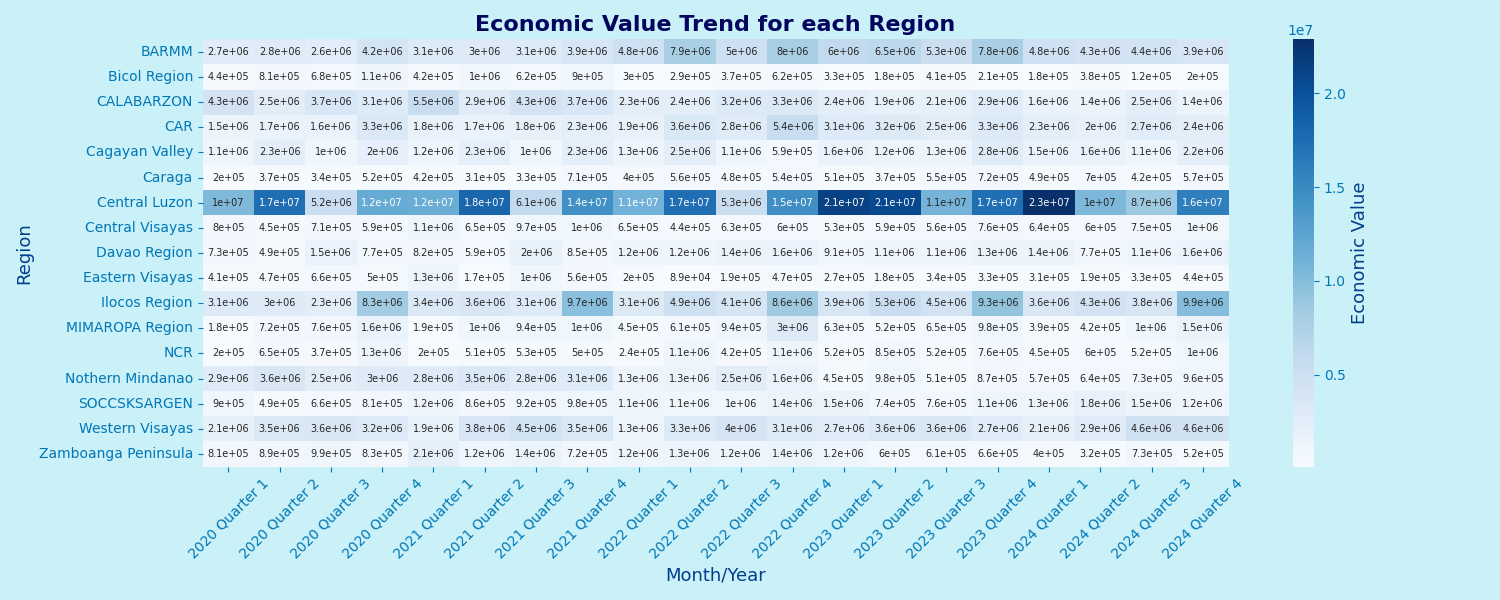 Economic Value Trend for each Region
1e7
BARMM 2.7e+06 2.8e+06 2.6e+06 4.2e+06 3.1e+06 3e+06 3.1e+06 3.9e+06 4.8e+06 7.9e+06 5e+06 8e+06 6e+06 6.5e+06 5.3e+06 7.8e+06 4.8e+06 4.3e+06 4.4e+06 3.9e+06
Bicol Region 4.4e+05 8.1e+05 6.8e+05 1.1e+06 4.2e+05 1e+06 6.2e+05 9e+05 3e+05 2.9e+05 3.7e+05 6.2e+05 3.3e+05 1.8e+05 4.1e+05 2.1e+05 1.8e+05 3.8e+05 1.2e+05 2e+05
CALABARZON 4.3e+06 2.5e+06 3.7e+06 3.1e+06 5.5e+06 2.9e+06 4.3e+06 3.7e+06 2.3e+06 2.4e+06 3.2e+06 3.3e+06 2.4e+06 1.9e+06 2.1e+06 2.9e+06 1.6e+06 1.4e+06 2.5e+06 1.4e+06
CAR 1.5e+06 1.7e+06 1.6e+06 3.3e+06 1.8e+06 1.7e+06 1.8e+06 2.3e+06 1.9e+06 3.6e+06 2.8e+06 5.4e+06 3.1e+06 3.2e+06 2.5e+06 3.3e+06 2.3e+06 2e+06 2.7e+06 2.4e+06
Cagayan Valley 1.1e+06 2.3e+06 1e+06 2e+06 1.2e+06 2.3e+06 1e+06 2.3e+06 1.3e+06 2.5e+06 1.1e+06 5.9e+05 1.6e+06 1.2e+06 1.3e+06 2.8e+06 1.5e+06 1.6e+06 1.1e+06 2.2e+06
Caraga 2e+05 3.7e+05 3.4e+05 5.2e+05 4.2e+05 3.1e+05 3.3e+05 7.1e+05 4e+05 5.6e+05 4.8e+05 5.4e+05 5.1e+05 3.7e+05 5.5e+05 7.2e+05 4.9e+05 7e+05 4.2e+05 5.7e+05
Central Luzon 1e+07 1.7e+07 5.2e+06 1.2e+07 1.2e+07 1.8e+07 6.1e+06 1.4e+07 1.1e+07 1.7e+07 5.3e+06 1.5e+07 2.1e+07 2.1e+07 1.1e+07 1.7e+07 2.3e+07 1e+07 8.7e+06 1.6e+07
Central Visayas 8e+05 4.5e+05 7.1e+05 5.9e+05 1.1e+06 6.5e+05 9.7e+05 1e+06 6.5e+05 4.4e+05 6.3e+05 6e+05 5.3e+05 5.9e+05 5.6e+05 7.6e+05 6.4e+05 6e+05 7.5e+05 1e+06
Davao Region 7.3e+05 4.9e+05 1.5e+06 7.7e+05 8.2e+05 5.9e+05 2e+06 8.5e+05 1.2e+06 1.2e+06 1.4e+06 1.6e+06 9.1e+05 1.1e+06 1.1e+06 1.3e+06 1.4e+06 7.7e+05 1.1e+06 1.6e+06
Eastern Visayas 4.1e+05 4.7e+05 6.6e+05 5e+05 1.3e+06 1.7e+05 1e+06 5.6e+05 2e+05 8.9e+04 1.9e+05 4.7e+05 2.7e+05 1.8e+05 3.4e+05 3.3e+05 3.1e+05 1.9e+05 3.3e+05 4.4e+05
Ilocos Region 3.1e+06 3e+06 2.3e+06 8.3e+06 3.4e+06 3.6e+06 3.1e+06 9.7e+06 3.1e+06 4.9e+06 4.1e+06 8.6e+06 3.9e+06 5.3e+06 4.5e+06 9.3e+06 3.6e+06 4.3e+06 3.8e+06 9.9e+06
MIMAROPA Region 1.8e+05 7.2e+05 7.6e+05 1.6e+06 1.9e+05 1e+06 9.4e+05 1e+06 4.5e+05 6.1e+05 9.4e+05 3e+06 6.3e+05 5.2e+05 6.5e+05 9.8e+05 3.9e+05 4.2e+05 1e+06 1.5e+06
NCR 2e+05 6.5e+05 3.7e+05 1.3e+06 2e+05 5.1e+05 5.3e+05 5e+05 2.4e+05 1.1e+06 4.2e+05 1.1e+06 5.2e+05 8.5e+05 5.2e+05 7.6e+05 4.5e+05 6e+05 5.2e+05 1e+06
Nothern Mindanao 2.9e+06 3.6e+06 2.5e+06 3e+06 2.8e+06 3.5e+06 2.8e+06 3.1e+06 1.3e+06 1.3e+06 2.5e+06 1.6e+06 4.5e+05 9.8e+05 5.1e+05 8.7e+05 5.7e+05 6.4e+05 7.3e+05 9.6e+05
SOCCSKSARGEN 9e+05 4.9e+05 6.6e+05 8.1e+05 1.2e+06 8.6e+05 9.2e+05 9.8e+05 1.1e+06 1.1e+06 1e+06 1.4e+06 1.5e+06 7.4e+05 7.6e+05 1.1e+06 1.3e+06 1.8e+06 1.5e+06 1.2e+06
Western Visayas 2.1e+06 3.5e+06 3.6e+06 3.2e+06 1.9e+06 3.8e+06 4.5e+06 3.5e+06 1.3e+06 3.3e+06 4e+06 3.1e+06 2.7e+06 3.6e+06 3.6e+06 2.7e+06 2.1e+06 2.9e+06 4.6e+06 4.6e+06
Zamboanga Peninsula 8.1e+05 8.9e+05 9.9e+05 8.3e+05 2.1e+06 1.2e+06 1.4e+06 7.2e+05 1.2e+06 1.3e+06 1.2e+06 1.4e+06 1.2e+06 6e+05 6.1e+05 6.6e+05 4e+05 3.2e+05 7.3e+05 5.2e+05
2020 Quarter 1
2020 Quarter 2
2020 Quarter 3
2020 Quarter 4
2021 Quarter 1
2021 Quarter 2
2021 Quarter 3
2021 Quarter 4
2022 Quarter 1
2022 Quarter 2
2022 Quarter 3
2022 Quarter 4
2023 Quarter 1
2023 Quarter 2
2023 Quarter 3
2023 Quarter 4
2024 Quarter 1
2024 Quarter 2
2024 Quarter 3
2024 Quarter 4
Month/Year
Region
2.0
1.5
1.0
0.5
Economic Value